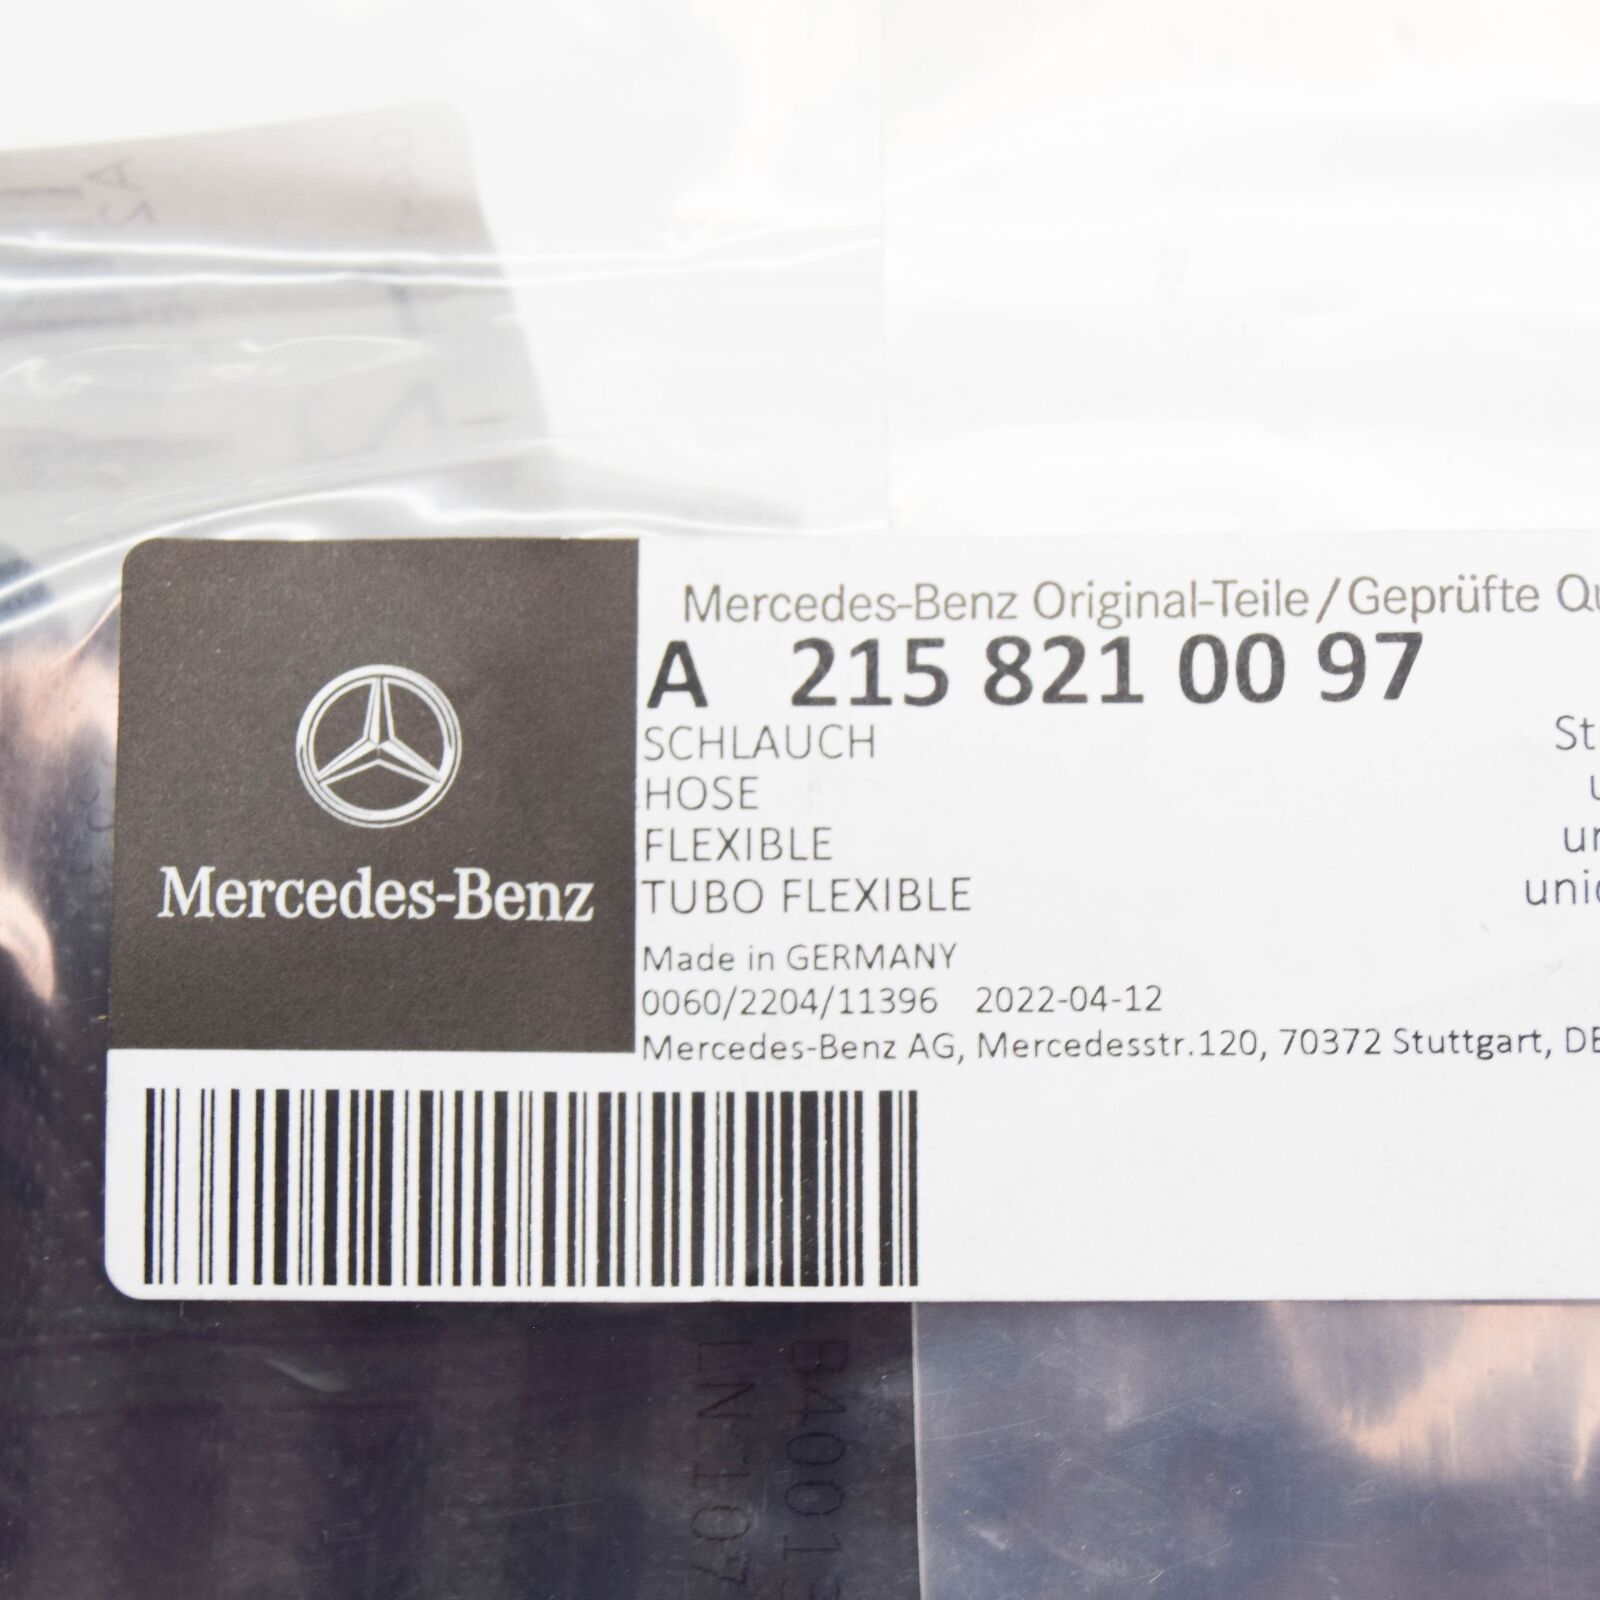 Mercedes-Benz Original-Teile/Geprüfte
A 215 821 00 97
SCHLAUCH
HOSE
FLEXIBLE
TUBO FLEXIBLE
Made in GERMANY
0060/2204/11396 2022-04-12
Mercedes-Benz AG, Mercedesstr.120, 70372 Stuttgart, DE
Mercedes-Benz